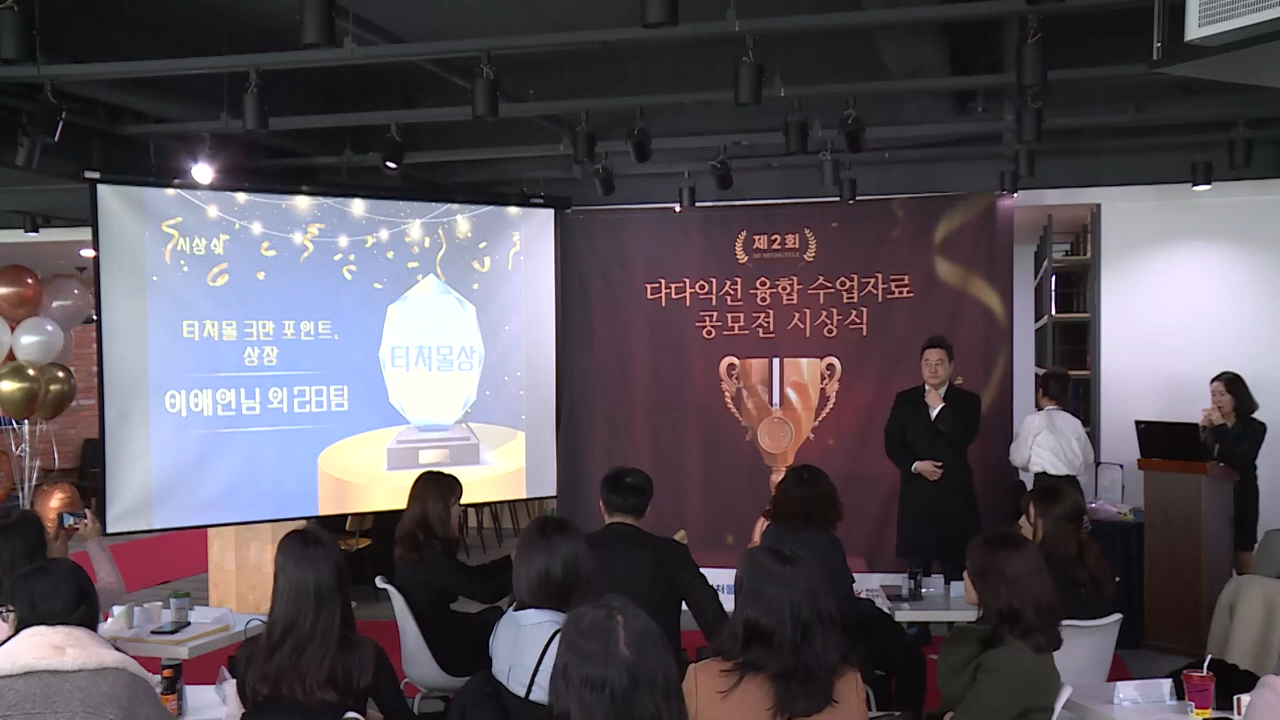 시상식
티처몰 3만 포인트,
상장
이애연님 외 28팀
티처몰상
제2회
다다익선 융합 수업자료
공모전 시상식